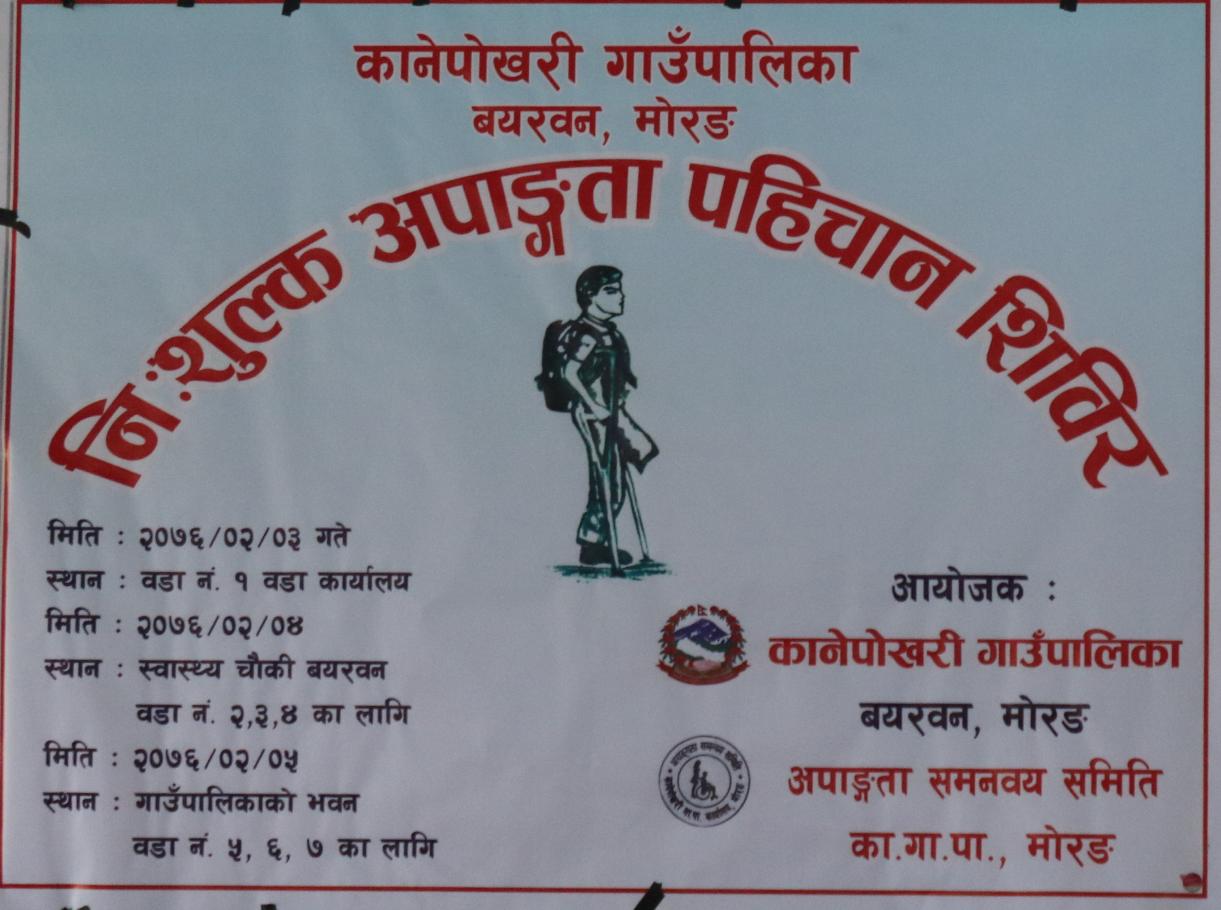 कानेपोखरी गाउँपालिका
बयरवन, मोरङ
निःशुल्क अपाङ्गता पहिचान शिविर
मिति : २०७६/०२/०३ गते
स्थान : वडा नं. १ वडा कार्यालय
मिति : २०७६/०२/०४
स्थान : स्वास्थ्य चौकी बयरवन
वडा नं. २,३,४ का लागि
मिति : २०७६/०२/०५
स्थान : गाउँपालिकाको भवन
वडा नं. ५, ६, ७ का लागि
आयोजक :
कानेपोखरी गाउँपालिका
बयरवन, मोरङ
अपाङ्गता समनवय समिति
का.गा.पा., मोरङ